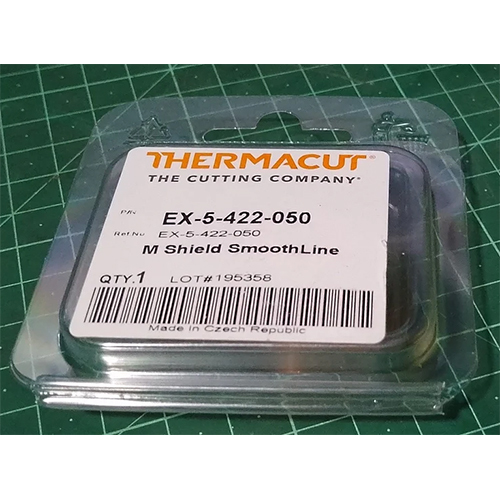 THERMACUT®
THE CUTTING COMPANY®
P/N: EX-5-422-050
Ref.No. EX-5-422-050
M Shield SmoothLine
QTY.1 LOT#195358
Made in Czech Republic